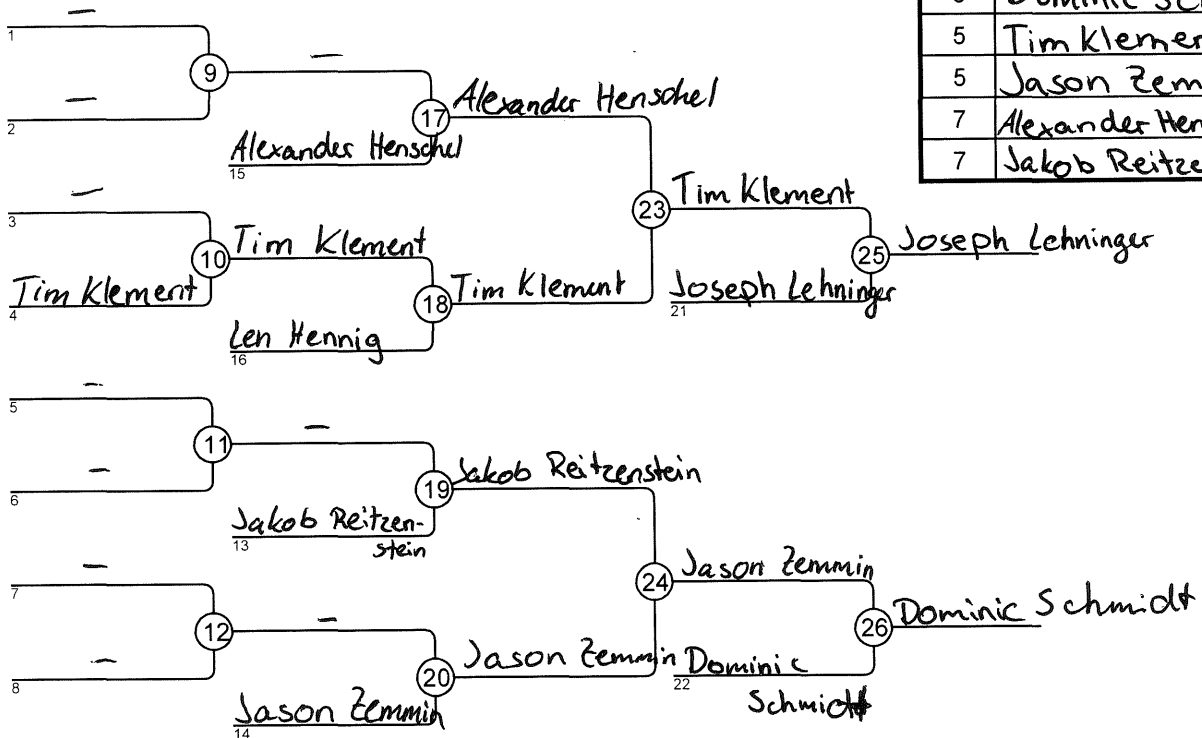 —
1
9
—
—
2
17
Alexander Henschel
Alexander Henschel
15
—
3
23
Tim Klement
10
Tim Klement
25
Joseph Lehninger
Tim Klement
4
18
Tim Klement
Joseph Lehninger
21
Len Hennig
16
—
5
11
—
—
6
19
Jakob Reitzenstein
Jakob Reitzen-
stein
13
—
7
24
Jason Zemmin
12
—
26
Dominic Schmidt
—
8
20
Jason Zemmin
Dominic
Schmidt
22
Jason Zemmin
14
5 Tim Klemen
5 Jason Zem
7 Alexander Hen
7 Jakob Reitze